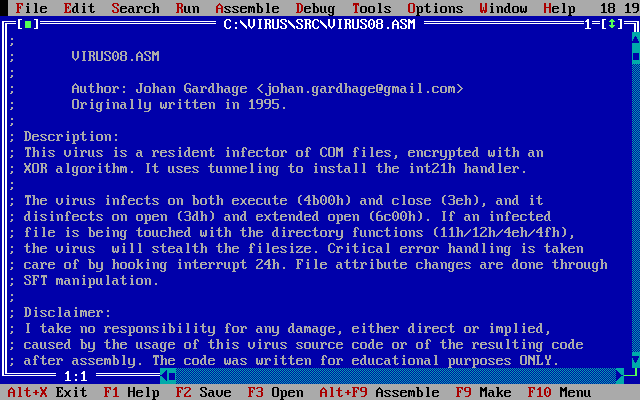 File Edit Search Run Assemble Debug Tools Options Window Help 18 19
[■] C:\VIRUS\SRC\VIRUS08.ASM 1=[↕]
;
; VIRUS08.ASM
;
; Author: Johan Gardhage <johan.gardhage@gmail.com>
; Originally written in 1995.
;
; Description:
; This virus is a resident infector of COM files, encrypted with an
; XOR algorithm. It uses tunneling to install the int21h handler.
;
; The virus infects on both execute (4b00h) and close (3eh), and it
; disinfects on open (3dh) and extended open (6c00h). If an infected
; file is being touched with the directory functions (11h/12h/4eh/4fh),
; the virus  will stealth the filesize. Critical error handling is taken
; care of by hooking interrupt 24h. File attribute changes are done through
; SFT manipulation.
;
; Disclaimer:
; I take no responsibility for any damage, either direct or implied,
; caused by the usage of this virus source code or of the resulting code
; after assembly. The code was written for educational purposes ONLY.
1:1
Alt+X Exit F1 Help F2 Save F3 Open Alt+F9 Assemble F9 Make F10 Menu